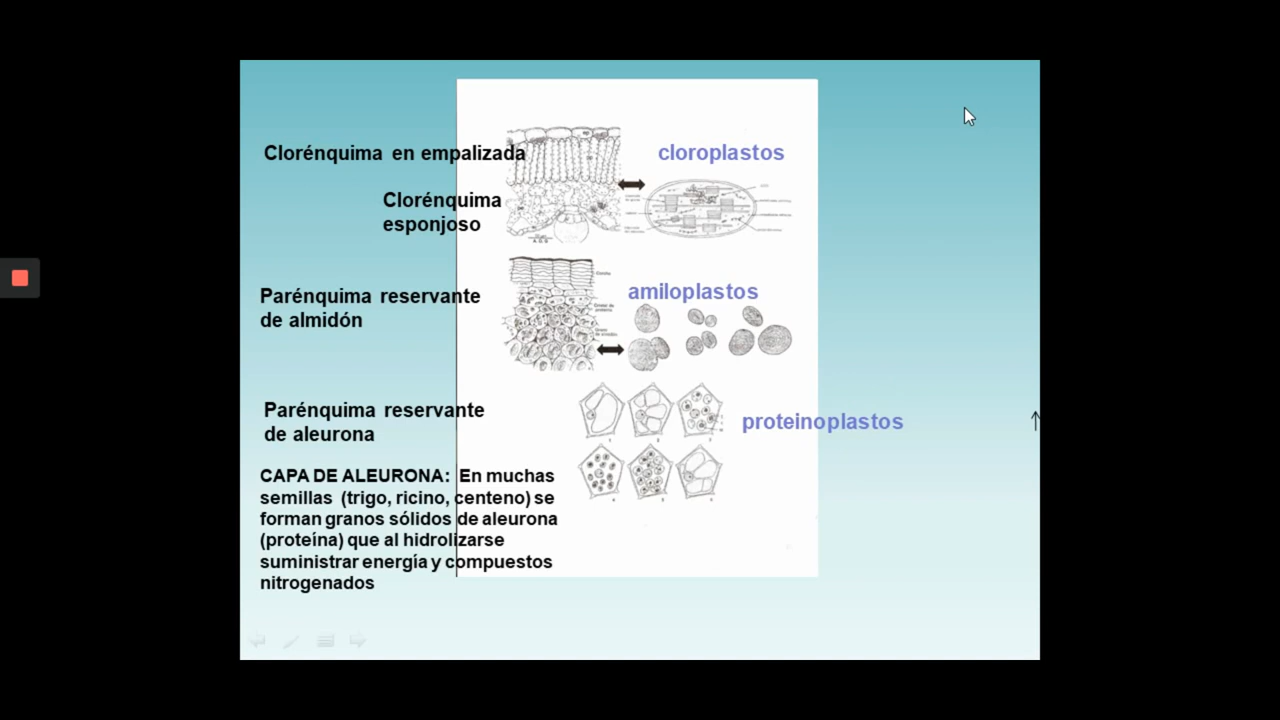 Clorénquima en empalizada
cloroplastos
Clorénquima
esponjoso
Parénquima reservante
de almidón
amiloplastos
Parénquima reservante
de aleurona
proteinoplastos
CAPA DE ALEURONA: En muchas
semillas (trigo, ricino, centeno) se
forman granos sólidos de aleurona
(proteína) que al hidrolizarse
suministrar energía y compuestos
nitrogenados